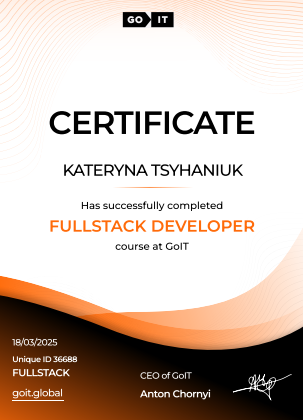 GO IT
CERTIFICATE
KATERYNA TSYHANIUK
Has successfully completed
FULLSTACK DEVELOPER
course at GoIT
18/03/2025
Unique ID 36688
FULLSTACK
goit.global
CEO of GoIT
Anton Chornyi